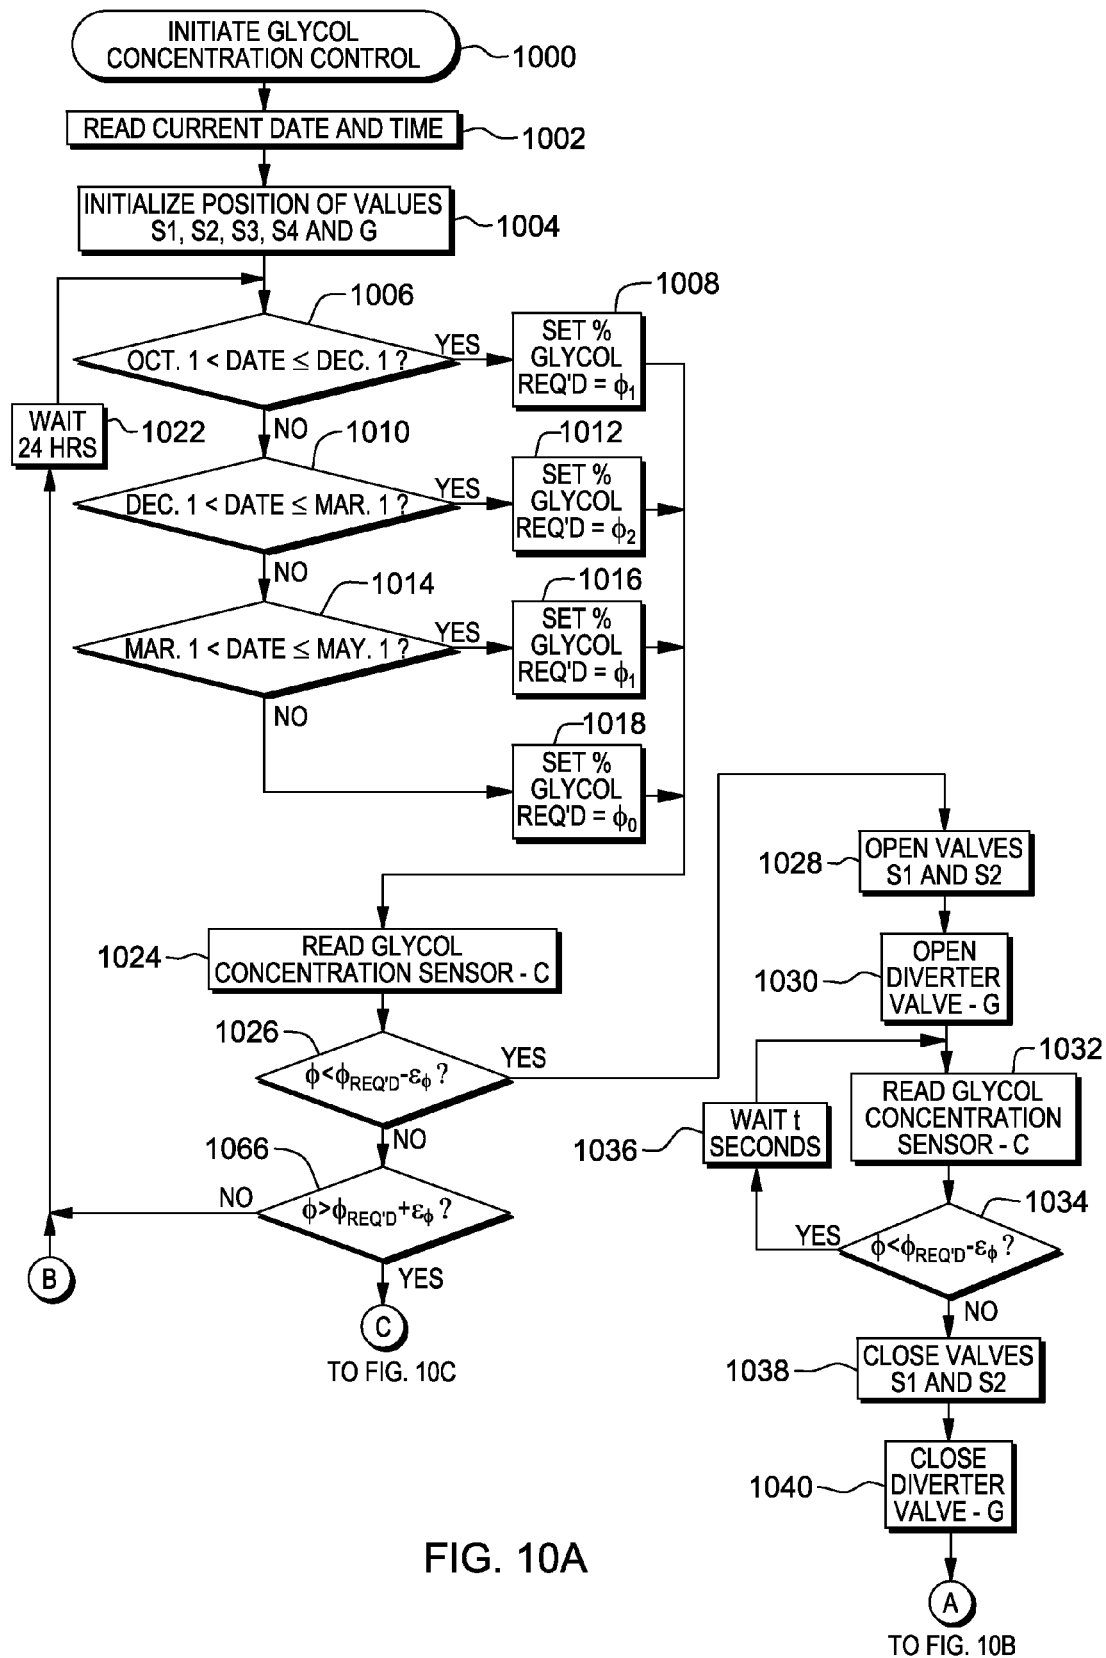 INITIATE GLYCOL
CONCENTRATION CONTROL
1000
READ CURRENT DATE AND TIME
1002
INITIALIZE POSITION OF VALUES
S1, S2, S3, S4 AND G
1004
1006
OCT. 1 < DATE ≤ DEC. 1 ?
YES
NO
1008
SET %
GLYCOL
REQ'D = ϕ₁
WAIT
24 HRS
1022
1010
DEC. 1 < DATE ≤ MAR. 1 ?
YES
NO
1012
SET %
GLYCOL
REQ'D = ϕ₂
1014
MAR. 1 < DATE ≤ MAY. 1 ?
YES
NO
1016
SET %
GLYCOL
REQ'D = ϕ₁
1018
SET %
GLYCOL
REQ'D = ϕ₀
1024
READ GLYCOL
CONCENTRATION SENSOR - C
1026
ϕ<ϕREQ'D-εϕ ?
YES
NO
1066
ϕ>ϕREQ'D+εϕ ?
NO
YES
B
C
TO FIG. 10C
1028
OPEN VALVES
S1 AND S2
1030
OPEN
DIVERTER
VALVE - G
1032
READ GLYCOL
CONCENTRATION
SENSOR - C
1036
WAIT t
SECONDS
1034
ϕ<ϕREQ'D-εϕ ?
YES
NO
1038
CLOSE VALVES
S1 AND S2
1040
CLOSE
DIVERTER
VALVE - G
A
TO FIG. 10B
FIG. 10A